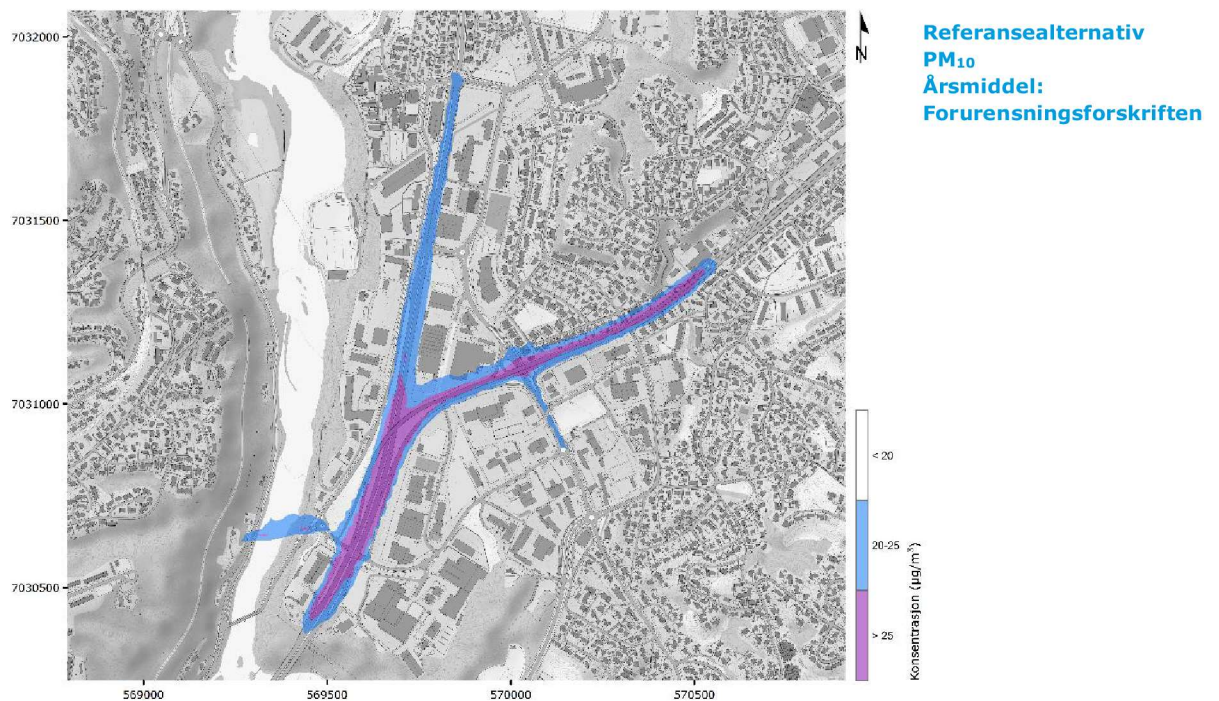 Referansealternativ
PM₁₀
Årsmiddel:
Forurensningsforskriften
N
7032000
7031500
7031000
7030500
569000
569500
570000
570500
< 20
20-25
> 25
Konsentrasjon (µg/m³)